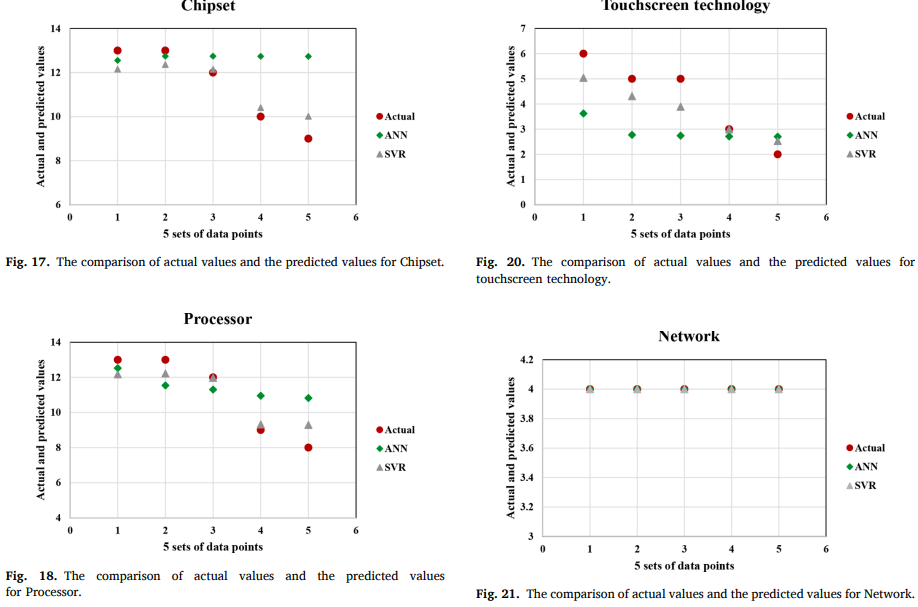 Chipset
14
12
10
8
6
0
1
2
3
4
5
6
Actual and predicted values
5 sets of data points
Actual
ANN
SVR
Fig. 17. The comparison of actual values and the predicted values for Chipset.
Processor
14
12
10
8
6
4
0
1
2
3
4
5
6
Actual and predicted values
5 sets of data points
Actual
ANN
SVR
Fig. 18. The comparison of actual values and the predicted values
for Processor.
Touchscreen technology
7
6
5
4
3
2
1
0
0
1
2
3
4
5
6
Actual and predicted values
5 sets of data points
Actual
ANN
SVR
Fig. 20. The comparison of actual values and the predicted values for
touchscreen technology.
Network
4.2
4
3.8
3.6
3.4
3.2
3
0
1
2
3
4
5
6
Actual and predicted values
5 sets of data points
Actual
ANN
SVR
Fig. 21. The comparison of actual values and the predicted values for Network.